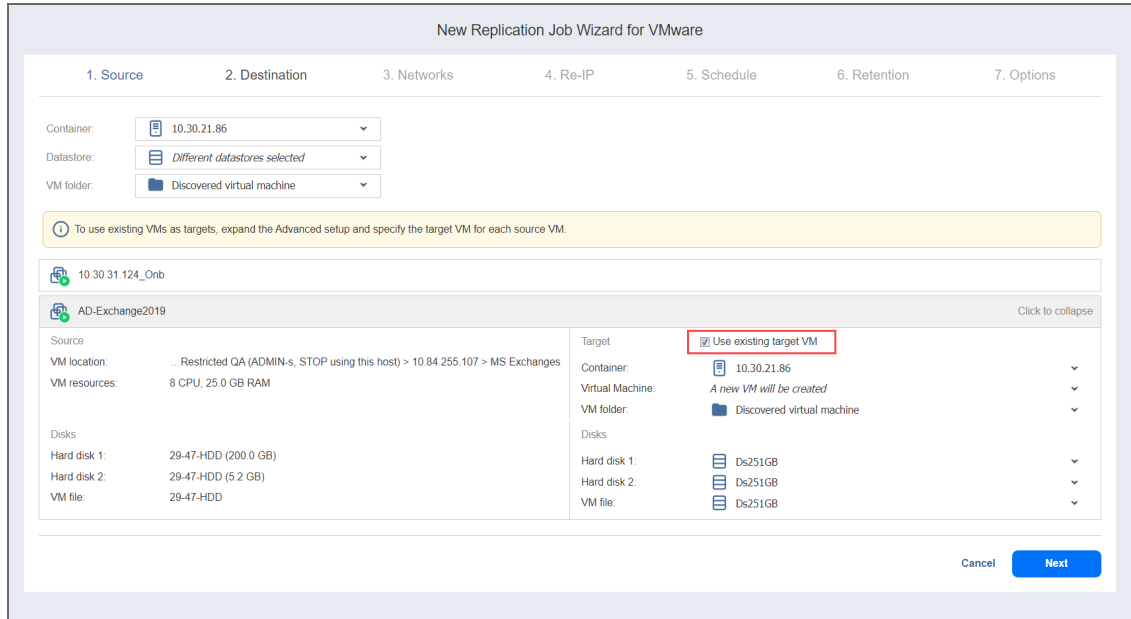 New Replication Job Wizard for VMware
1. Source 2. Destination 3. Networks 4. Re-IP 5. Schedule 6. Retention 7. Options
Container: 10.30.21.86
Datastore: Different datastores selected
VM folder: Discovered virtual machine
To use existing VMs as targets, expand the Advanced setup and specify the target VM for each source VM.
10.30.31.124_Onb
AD-Exchange2019 Click to collapse
Source Target Use existing target VM
VM location: ...Restricted QA (ADMIN-s, STOP using this host) > 10.84.255.107 > MS Exchanges Container: 10.30.21.86
VM resources: 8 CPU, 25.0 GB RAM Virtual Machine: A new VM will be created
VM folder: Discovered virtual machine
Disks Disks
Hard disk 1: 29-47-HDD (200.0 GB) Hard disk 1: Ds251GB
Hard disk 2: 29-47-HDD (5.2 GB) Hard disk 2: Ds251GB
VM file: 29-47-HDD VM file: Ds251GB
Cancel Next